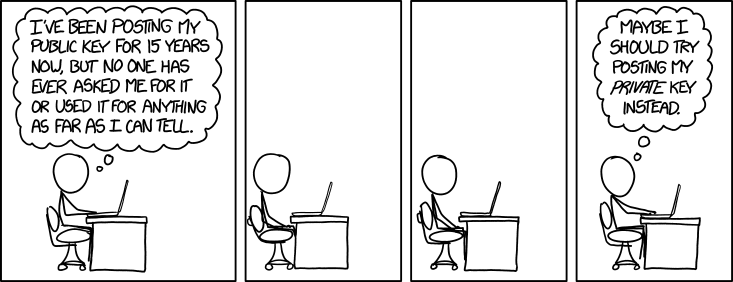 I'VE BEEN POSTING MY
PUBLIC KEY FOR 15 YEARS
NOW, BUT NO ONE HAS
EVER ASKED ME FOR IT
OR USED IT FOR ANYTHING
AS FAR AS I CAN TELL.
MAYBE I
SHOULD TRY
POSTING MY
PRIVATE KEY
INSTEAD.